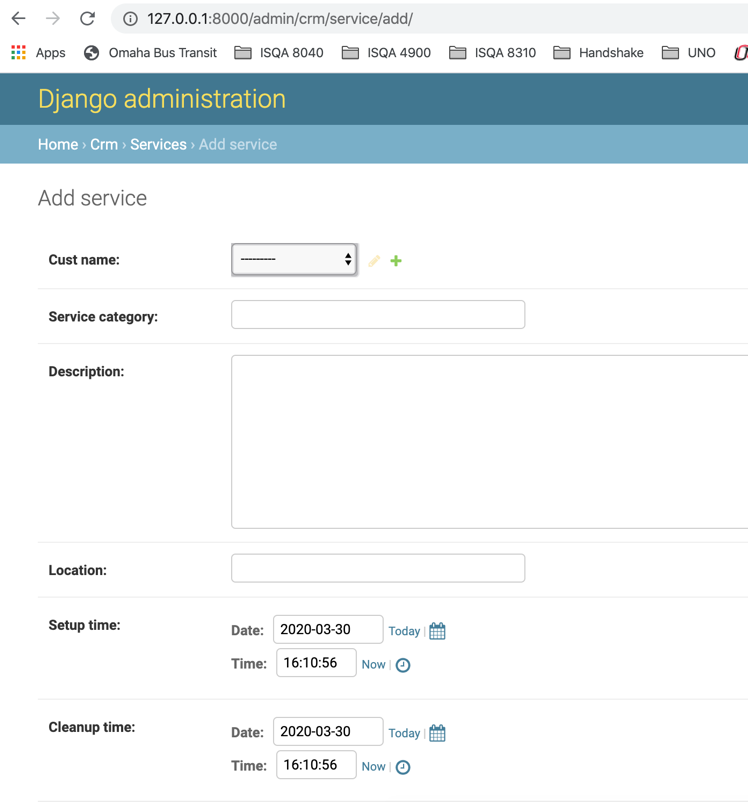 127.0.0.1:8000/admin/crm/service/add/
Apps Omaha Bus Transit ISQA 8040 ISQA 4900 ISQA 8310 Handshake UNO
Django administration
Home › Crm › Services › Add service
Add service
Cust name: ---------
Service category:
Description:
Location:
Setup time:
Date: 2020-03-30 Today |
Time: 16:10:56 Now |
Cleanup time:
Date: 2020-03-30 Today |
Time: 16:10:56 Now |